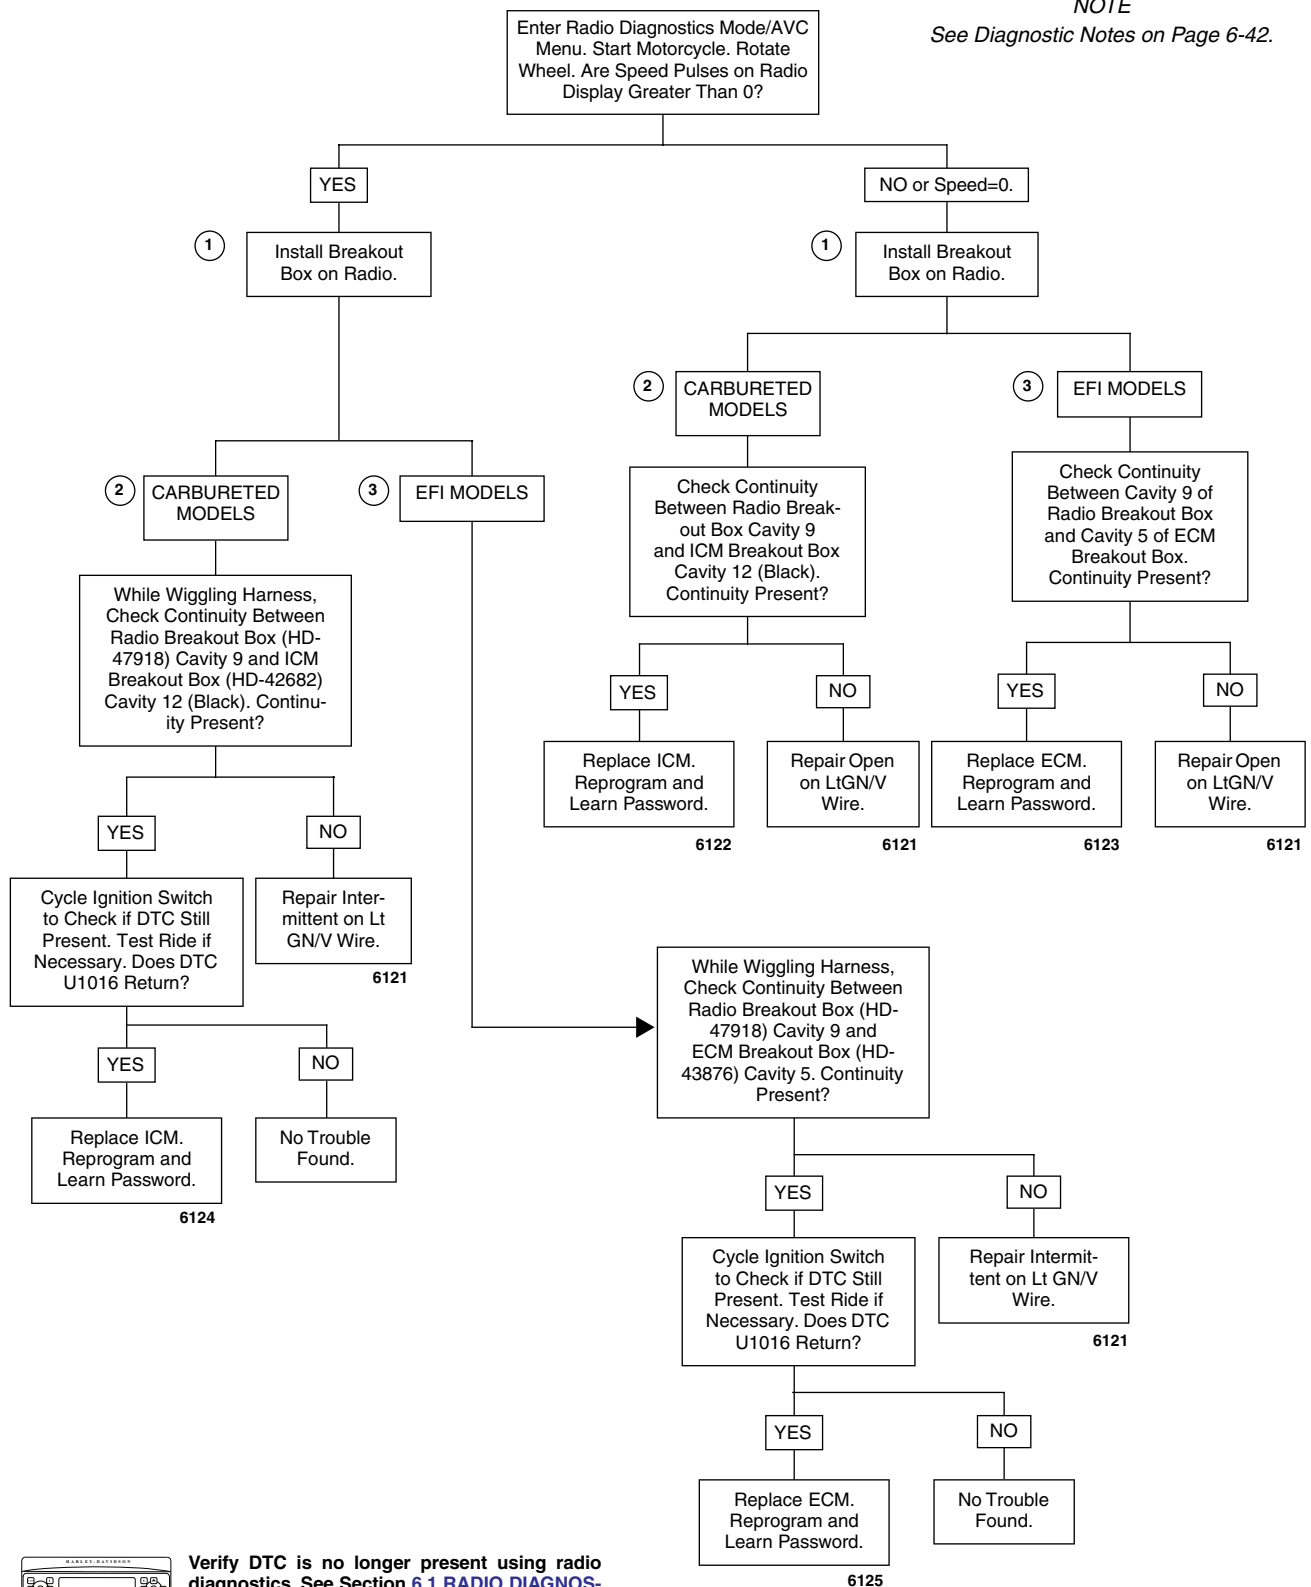 NOTE
See Diagnostic Notes on Page 6-42.
Enter Radio Diagnostics Mode/AVC
Menu. Start Motorcycle. Rotate
Wheel. Are Speed Pulses on Radio
Display Greater Than 0?
YES
NO or Speed=0.
1
Install Breakout
Box on Radio.
1
Install Breakout
Box on Radio.
2
CARBURETED
MODELS
3
EFI MODELS
Check Continuity
Between Radio Break-
out Box Cavity 9
and ICM Breakout Box
Cavity 12 (Black).
Continuity Present?
Check Continuity
Between Cavity 9 of
Radio Breakout Box
and Cavity 5 of ECM
Breakout Box.
Continuity Present?
YES
NO
YES
NO
Replace ICM.
Reprogram and
Learn Password.
6122
Repair Open
on LtGN/V
Wire.
6121
Replace ECM.
Reprogram and
Learn Password.
6123
Repair Open
on LtGN/V
Wire.
6121
2
CARBURETED
MODELS
3
EFI MODELS
While Wiggling Harness,
Check Continuity Between
Radio Breakout Box (HD-
47918) Cavity 9 and ICM
Breakout Box (HD-42682)
Cavity 12 (Black). Continu-
ity Present?
YES
NO
Cycle Ignition Switch
to Check if DTC Still
Present. Test Ride if
Necessary. Does DTC
U1016 Return?
Repair Inter-
mittent on Lt
GN/V Wire.
6121
YES
NO
Replace ICM.
Reprogram and
Learn Password.
6124
No Trouble
Found.
While Wiggling Harness,
Check Continuity Between
Radio Breakout Box (HD-
47918) Cavity 9 and
ECM Breakout Box (HD-
43876) Cavity 5. Continuity
Present?
YES
NO
Cycle Ignition Switch
to Check if DTC Still
Present. Test Ride if
Necessary. Does DTC
U1016 Return?
Repair Intermit-
tent on Lt GN/V
Wire.
6121
YES
NO
Replace ECM.
Reprogram and
Learn Password.
6125
No Trouble
Found.
HARLEY-DAVIDSON
Verify DTC is no longer present using radio
diagnostics. See Section 6.1 RADIO DIAGNOS-